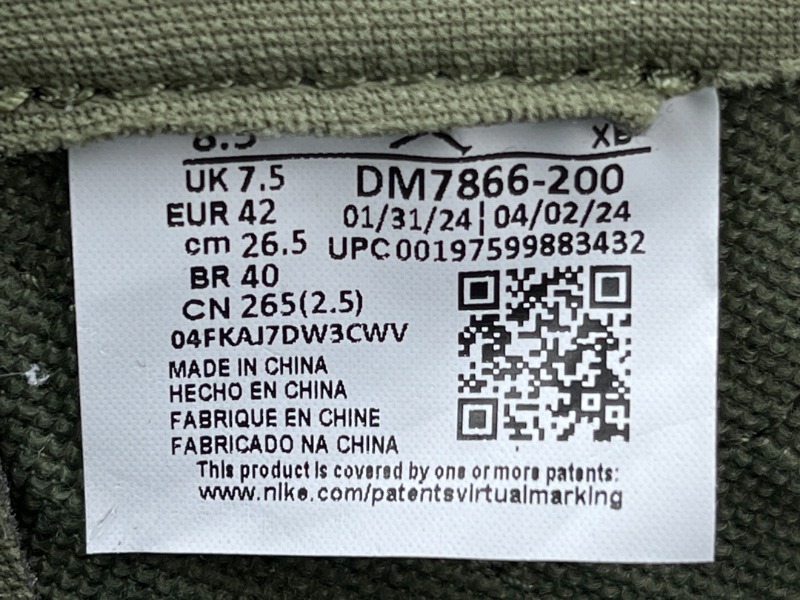 UK 7.5
EUR 42
cm 26.5
BR 40
CN 265(2.5)
04FKAJ7DW3CWV
DM7866-200
01/31/24 | 04/02/24
UPC00197599883432
MADE IN CHINA
HECHO EN CHINA
FABRIQUE EN CHINE
FABRICADO NA CHINA
This product is covered by one or more patents:
www.nike.com/patentsvirtualmarking